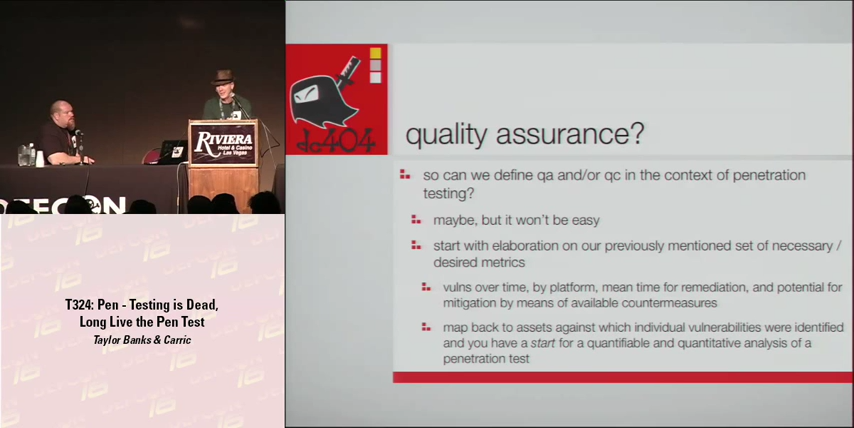 RIVIERA
Hotel & Casino
Las Vegas
DEFCON
T324: Pen - Testing is Dead,
Long Live the Pen Test
Taylor Banks & Carric
dc404
quality assurance?
so can we define qa and/or qc in the context of penetration
testing?
maybe, but it won't be easy
start with elaboration on our previously mentioned set of necessary /
desired metrics
vulns over time, by platform, mean time for remediation, and potential for
mitigation by means of available countermeasures
map back to assets against which individual vulnerabilities were identified
and you have a start for a quantifiable and quantitative analysis of a
penetration test